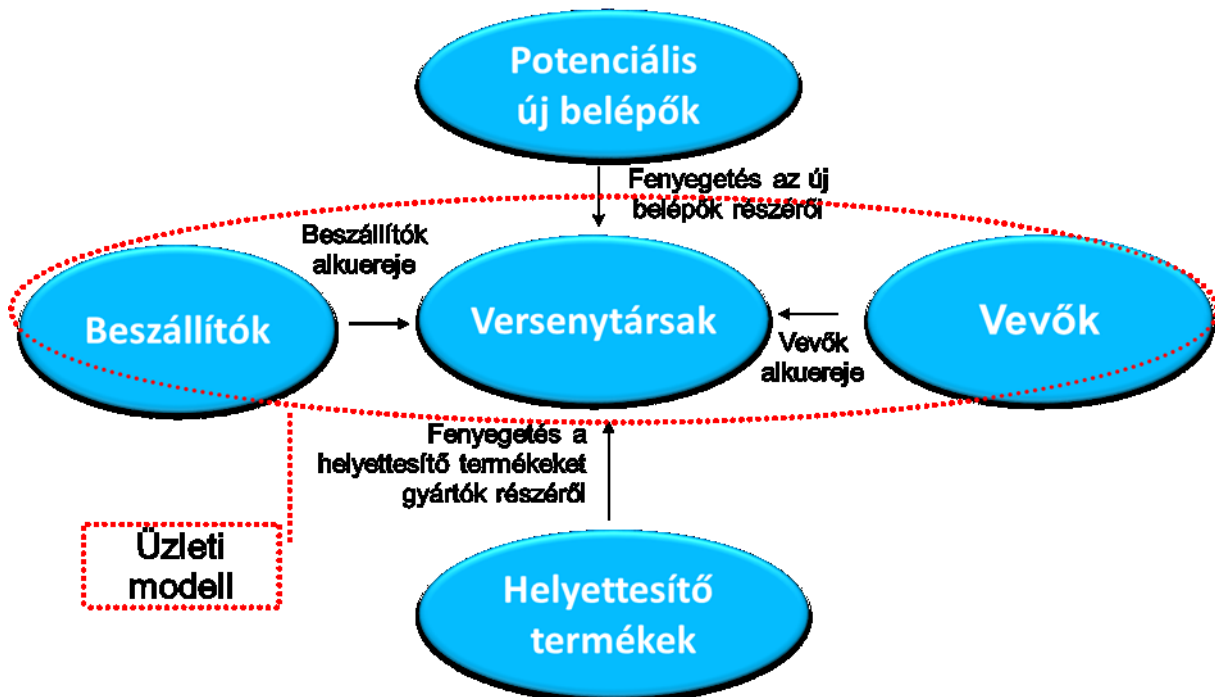 Potenciális
új belépők
Fenyegetés az új
belépők részéről
Beszállítók
alkuereje
Beszállítók
Versenytársak
Vevők
Vevők
alkuereje
Fenyegetés a
helyettesítő termékeket
gyártók részéről
Üzleti
modell
Helyettesítő
termékek